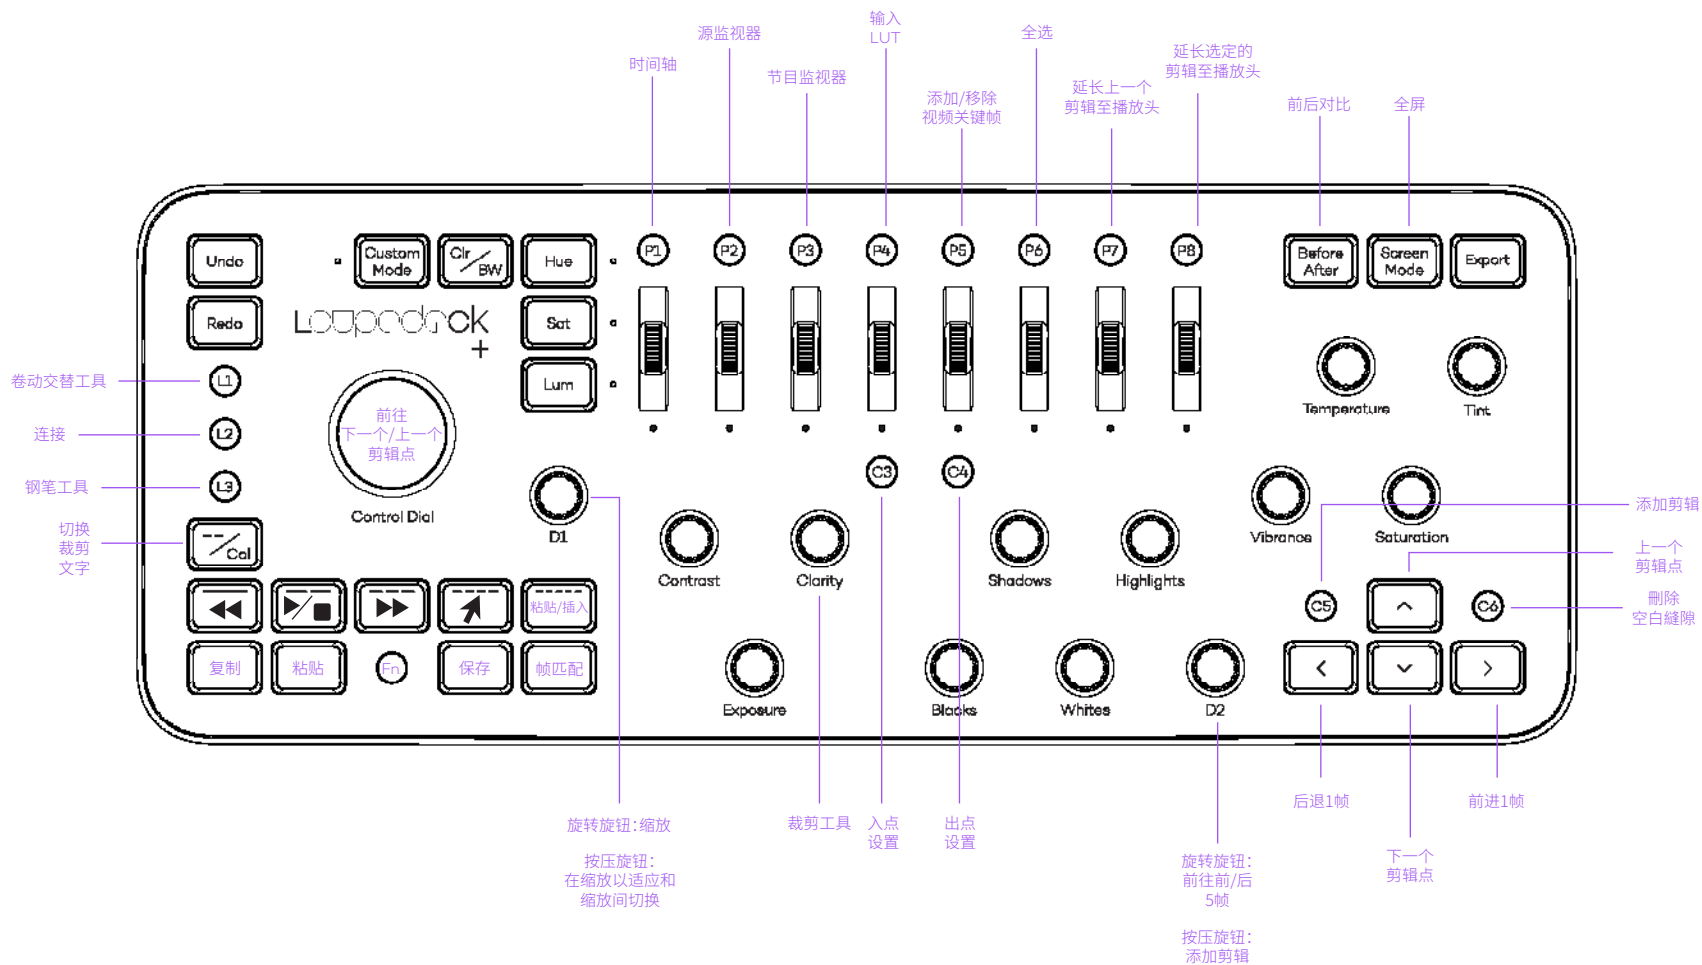 输入
LUT
源监视器
全选
延长选定的
剪辑至播放头
时间轴
节目监视器
添加/移除
视频关键帧
延长上一个
剪辑至播放头
前后对比
全屏
Undo
Custom
Mode
Clr/BW
Hue
P1
P2
P3
P4
P5
P6
P7
P8
Before
After
Screen
Mode
Export
Redo
Loupedeck
+
Sat
卷动交替工具
L1
Lum
Temperature
Tint
连接
L2
前往
下一个/上一个
剪辑点
钢笔工具
L3
Control Dial
D1
C3
C4
Vibrance
Saturation
添加剪辑
切换
裁剪
文字
--/Col
Contrast
Clarity
Shadows
Highlights
上一个
剪辑点
粘贴/插入
C5
C6
刪除
空白縫隙
复制
粘贴
Fn
保存
帧匹配
Exposure
Blacks
Whites
D2
后退1帧
前进1帧
旋转旋钮:缩放
按压旋钮:
在缩放以适应和
缩放间切换
裁剪工具
入点
设置
出点
设置
旋转旋钮:
前往前/后
5帧
按压旋钮:
添加剪辑
下一个
剪辑点